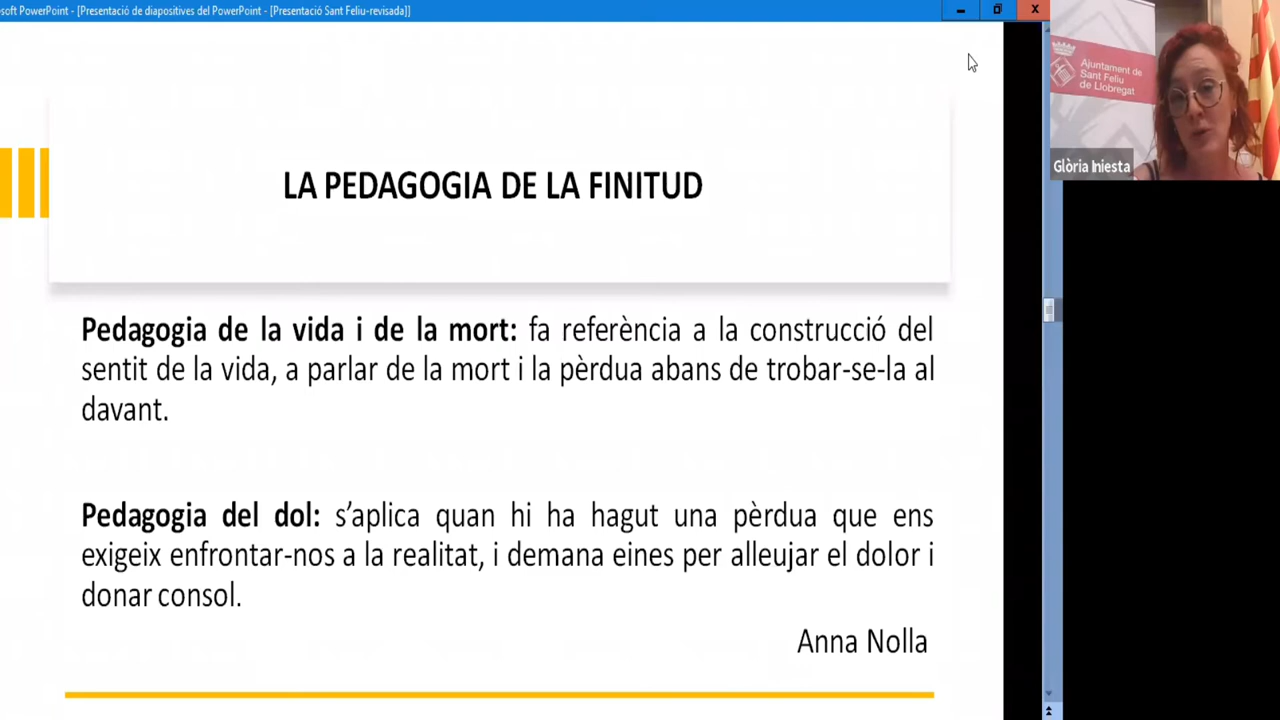 soft PowerPoint - [Presentació de diapositives del PowerPoint - [Presentació Sant Feliu-revisada]]
Ajuntament de
Sant Feliu
de Llobregat
Glòria Iniesta
LA PEDAGOGIA DE LA FINITUD
Pedagogia de la vida i de la mort: fa referència a la construcció del
sentit de la vida, a parlar de la mort i la pèrdua abans de trobar-se-la al
davant.
Pedagogia del dol: s’aplica quan hi ha hagut una pèrdua que ens
exigeix enfrontar-nos a la realitat, i demana eines per alleujar el dolor i
donar consol.
Anna Nolla